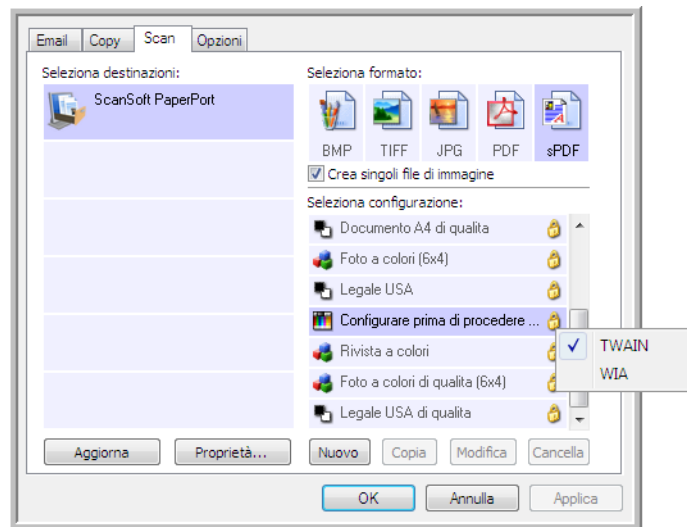 Email Copy Scan Opzioni
Seleziona destinazioni:
ScanSoft PaperPort
Seleziona formato:
BMP TIFF JPG PDF sPDF
Crea singoli file di immagine
Seleziona configurazione:
Documento A4 di qualita
Foto a colori (6x4)
Legale USA
Configurare prima di procedere ...
Rivista a colori
Foto a colori di qualita (6x4)
Legale USA di qualita
TWAIN
WIA
Aggiorna Proprietà... Nuovo Copia Modifica Cancella
OK Annulla Applica